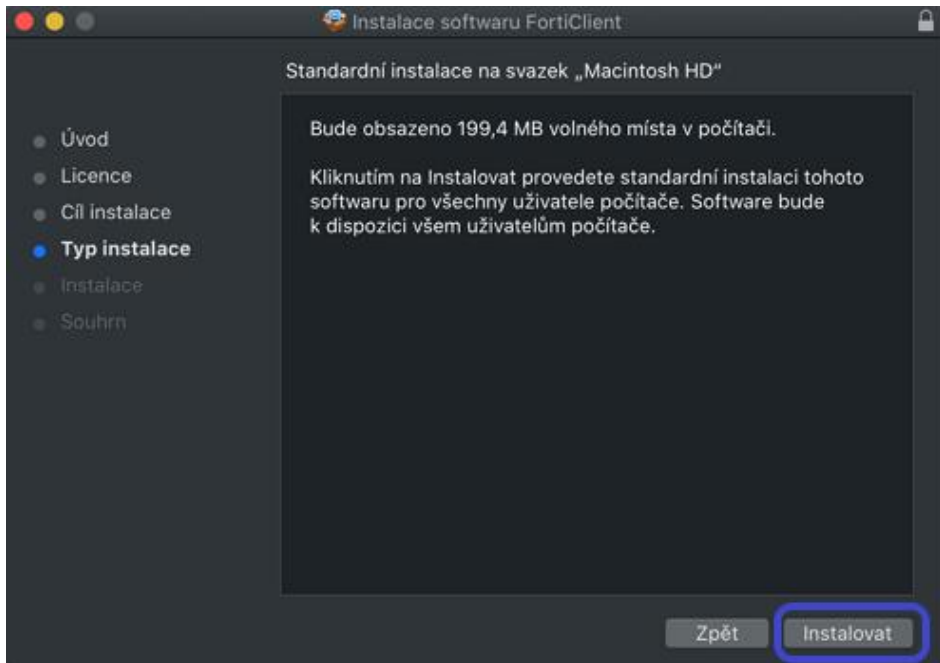 Instalace softwaru FortiClient
Standardní instalace na svazek „Macintosh HD“
Úvod
Licence
Cíl instalace
Typ instalace
Instalace
Souhrn
Bude obsazeno 199,4 MB volného místa v počítači.
Kliknutím na Instalovat provedete standardní instalaci tohoto
softwaru pro všechny uživatele počítače. Software bude
k dispozici všem uživatelům počítače.
Zpět
Instalovat